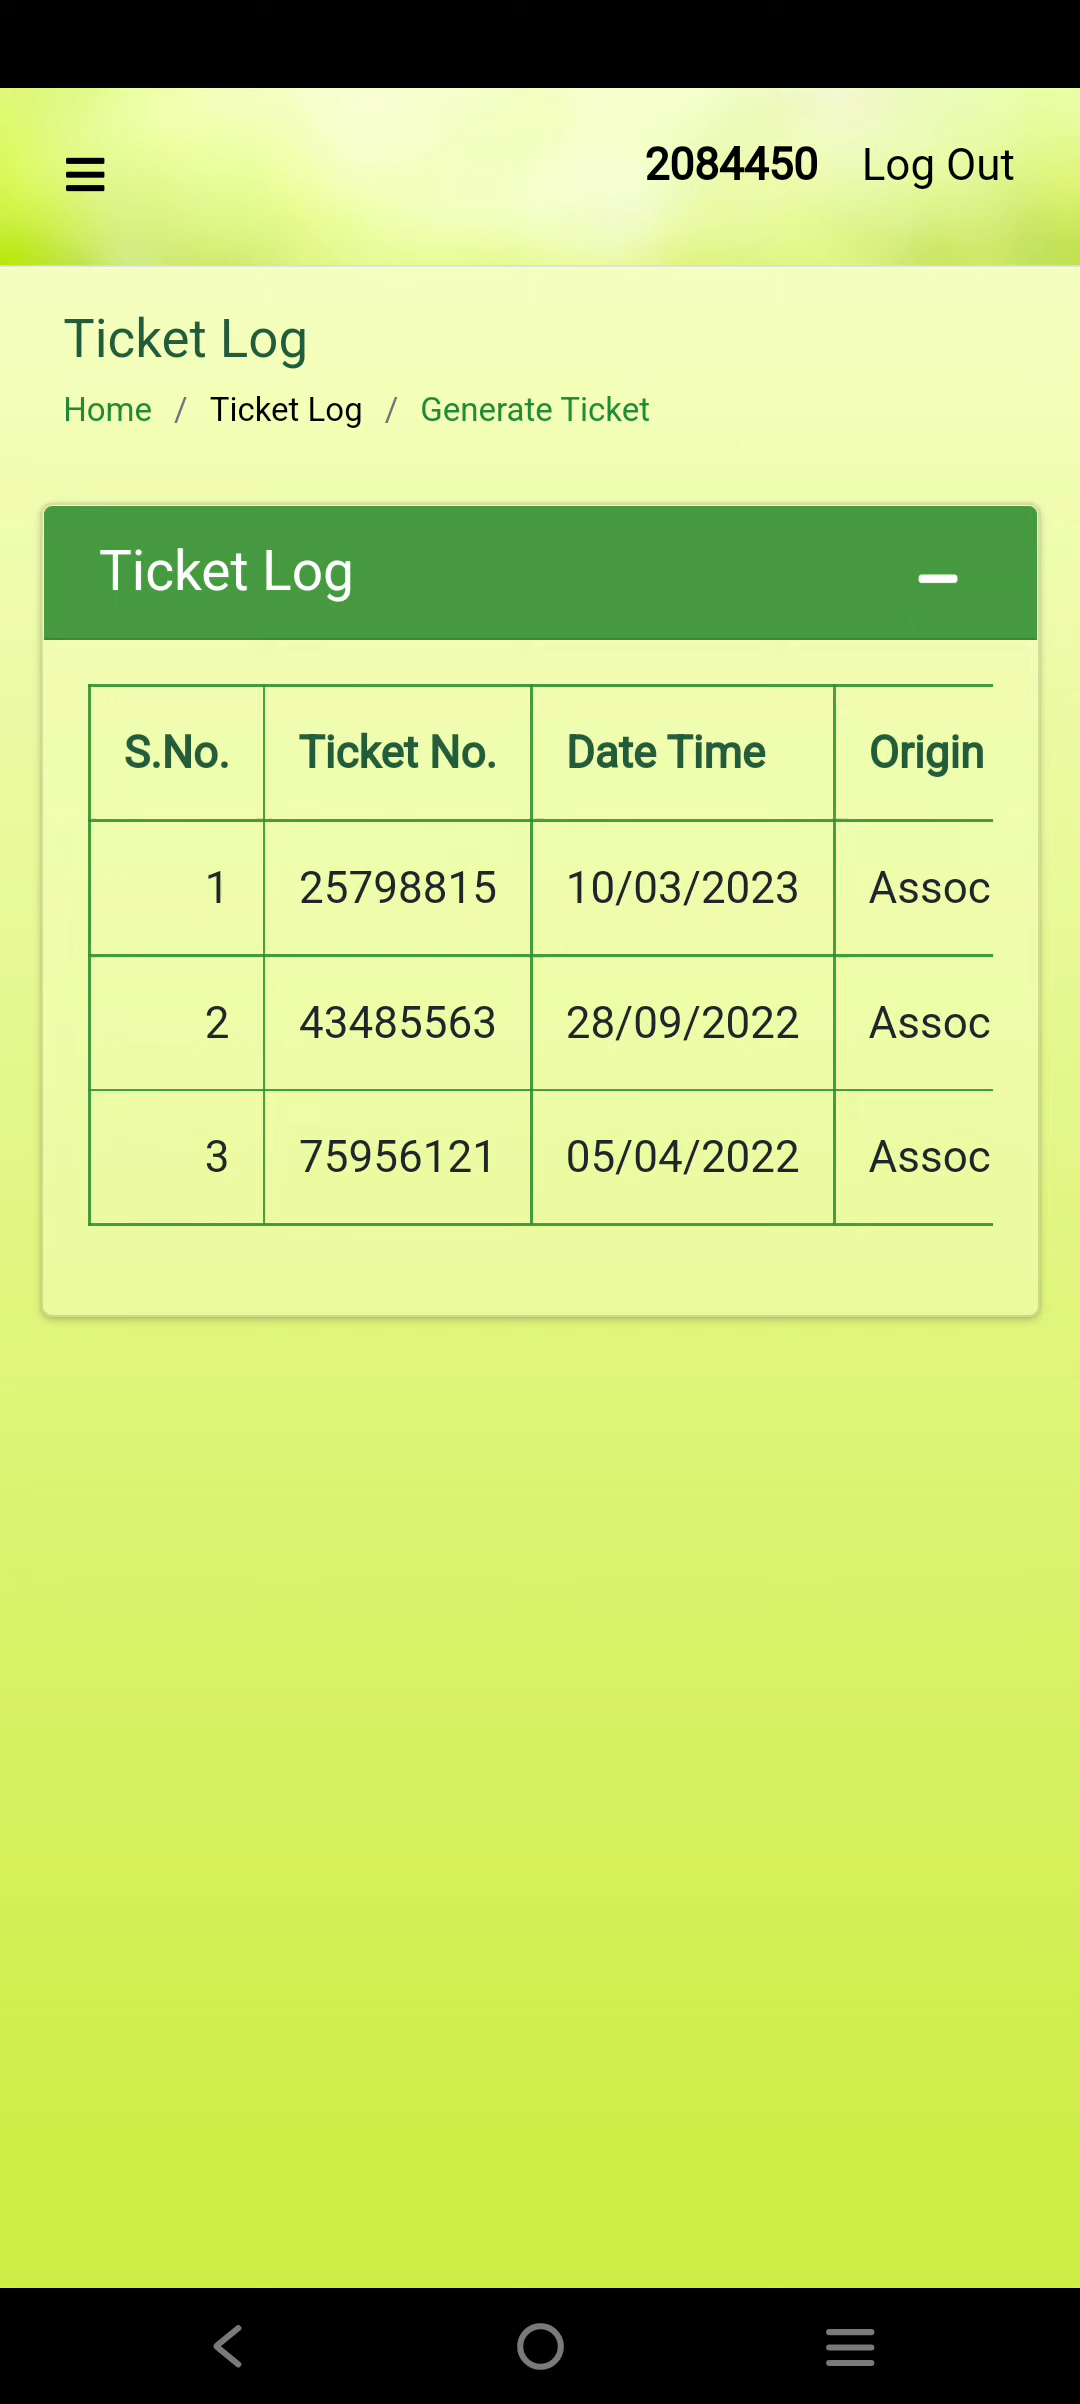 2084450 Log Out
Ticket Log
Home / Ticket Log / Generate Ticket
Ticket Log
S.No. Ticket No. Date Time Origin
1 25798815 10/03/2023 Assoc
2 43485563 28/09/2022 Assoc
3 75956121 05/04/2022 Assoc